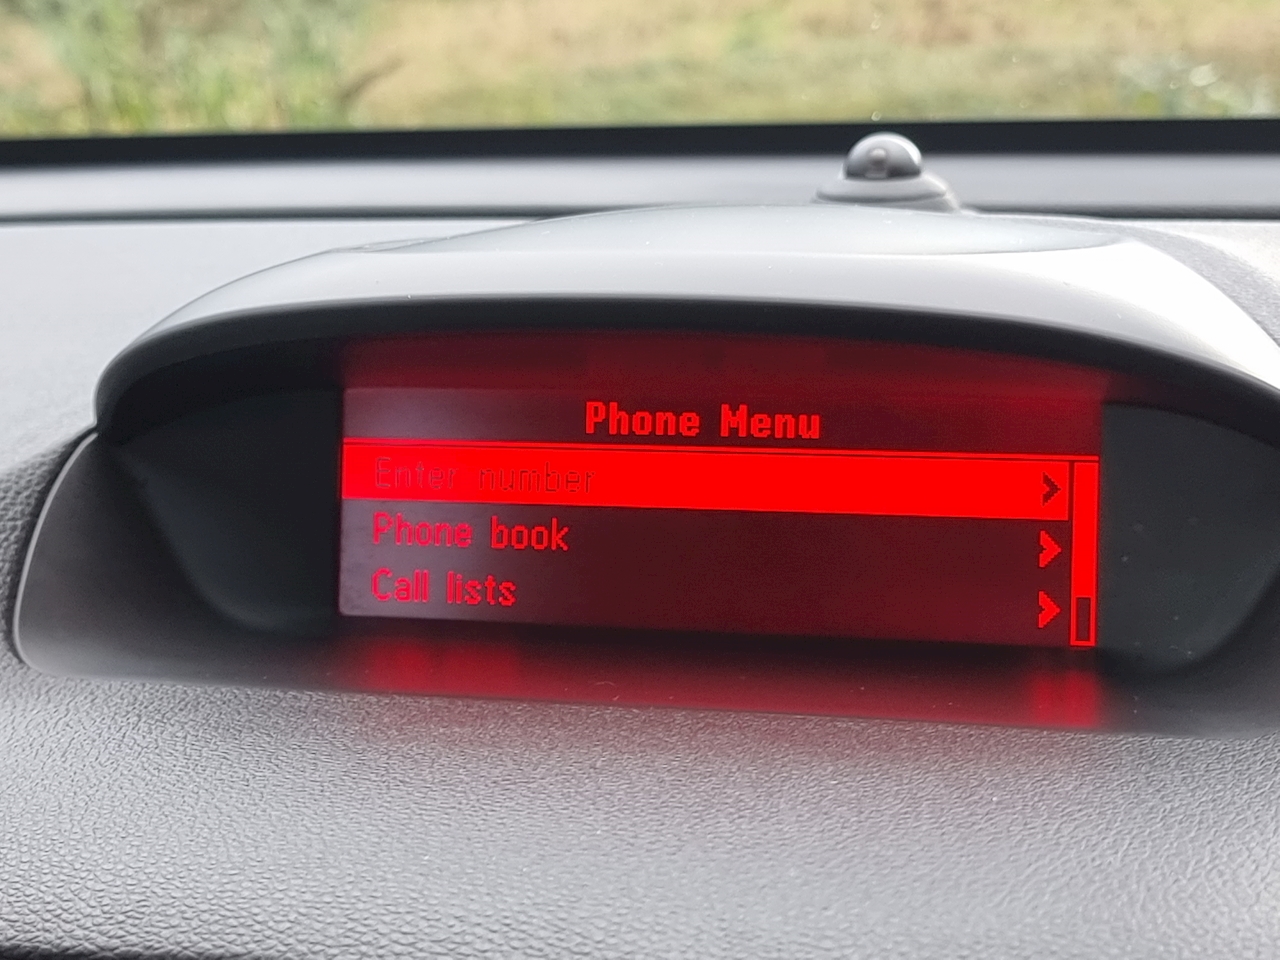 Phone Menu
Enter number
Phone book
Call lists